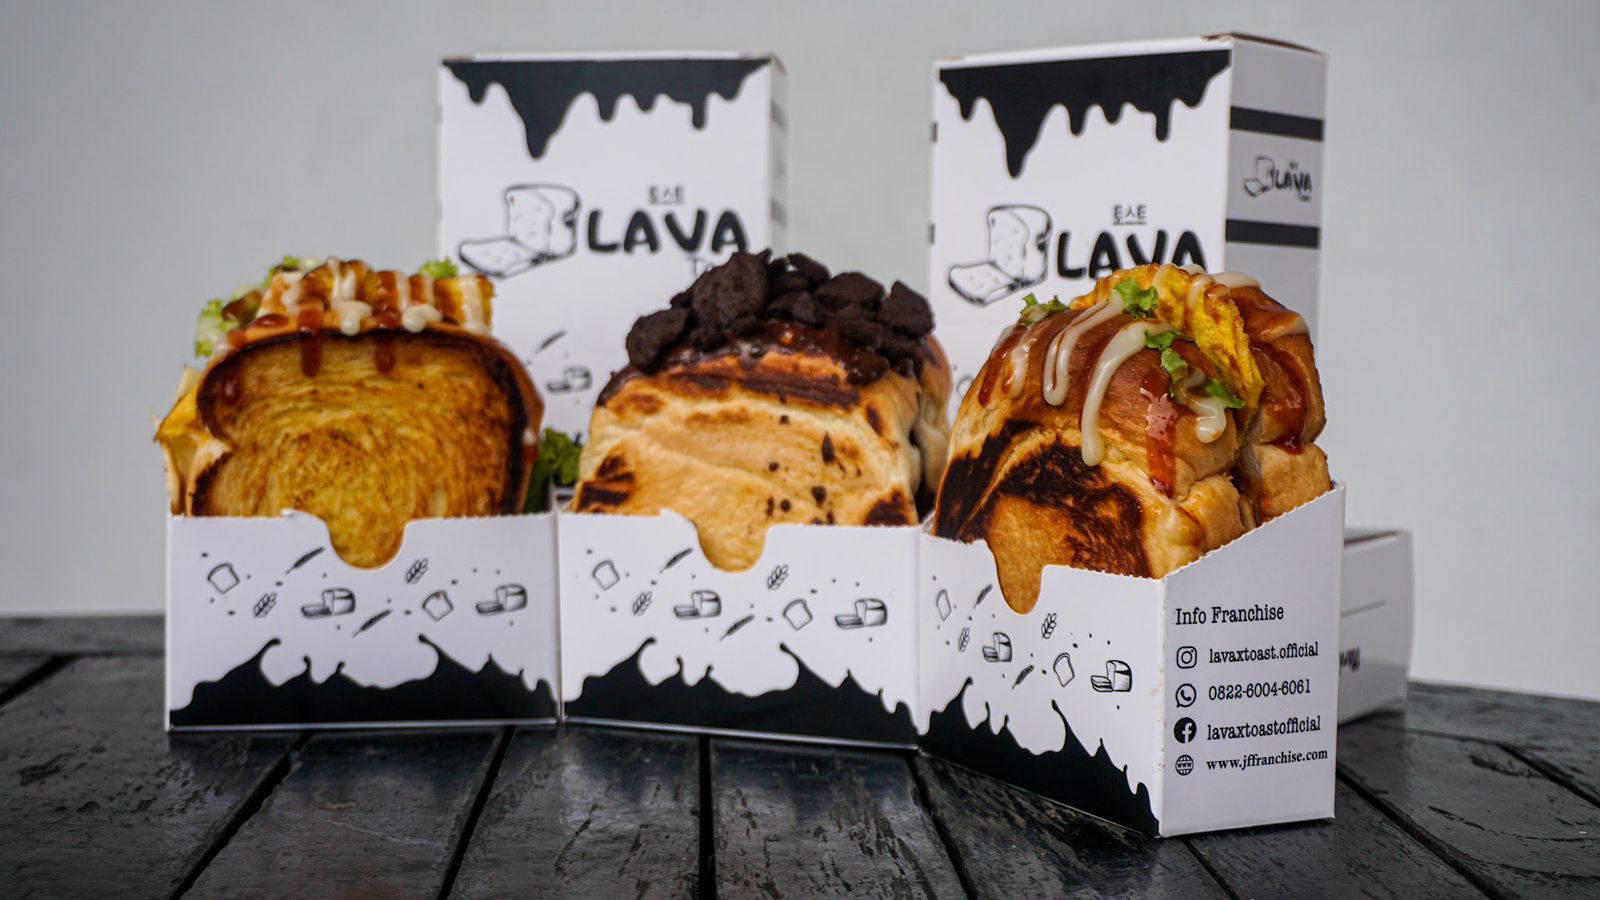 토스트
LAVA
토스트
LAVA
LAVA
Info Franchise
lavaxtoast.official
0822-6004-6061
lavaxtoastofficial
www.jffranchise.com